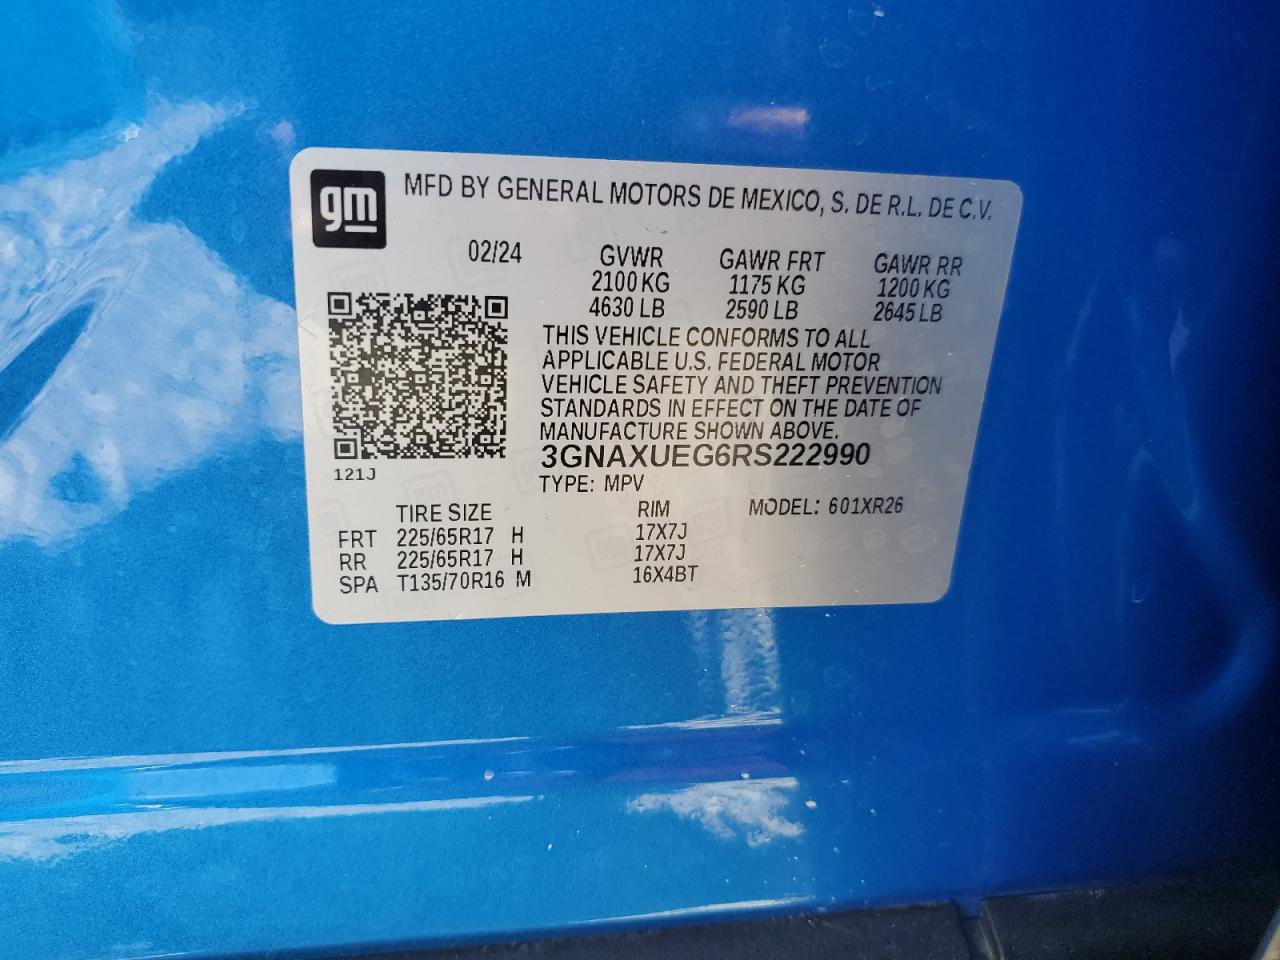 gm
MFD BY GENERAL MOTORS DE MEXICO, S. DE R.L. DE C.V.
02/24 GVWR GAWR FRT GAWR RR
2100 KG 1175 KG 1200 KG
4630 LB 2590 LB 2645 LB
THIS VEHICLE CONFORMS TO ALL
APPLICABLE U.S. FEDERAL MOTOR
VEHICLE SAFETY AND THEFT PREVENTION
STANDARDS IN EFFECT ON THE DATE OF
MANUFACTURE SHOWN ABOVE.
3GNAXUEG6RS222990
121J
TYPE: MPV
TIRE SIZE RIM MODEL: 601XR26
FRT 225/65R17 H 17X7J
RR 225/65R17 H 17X7J
SPA T135/70R16 M 16X4BT